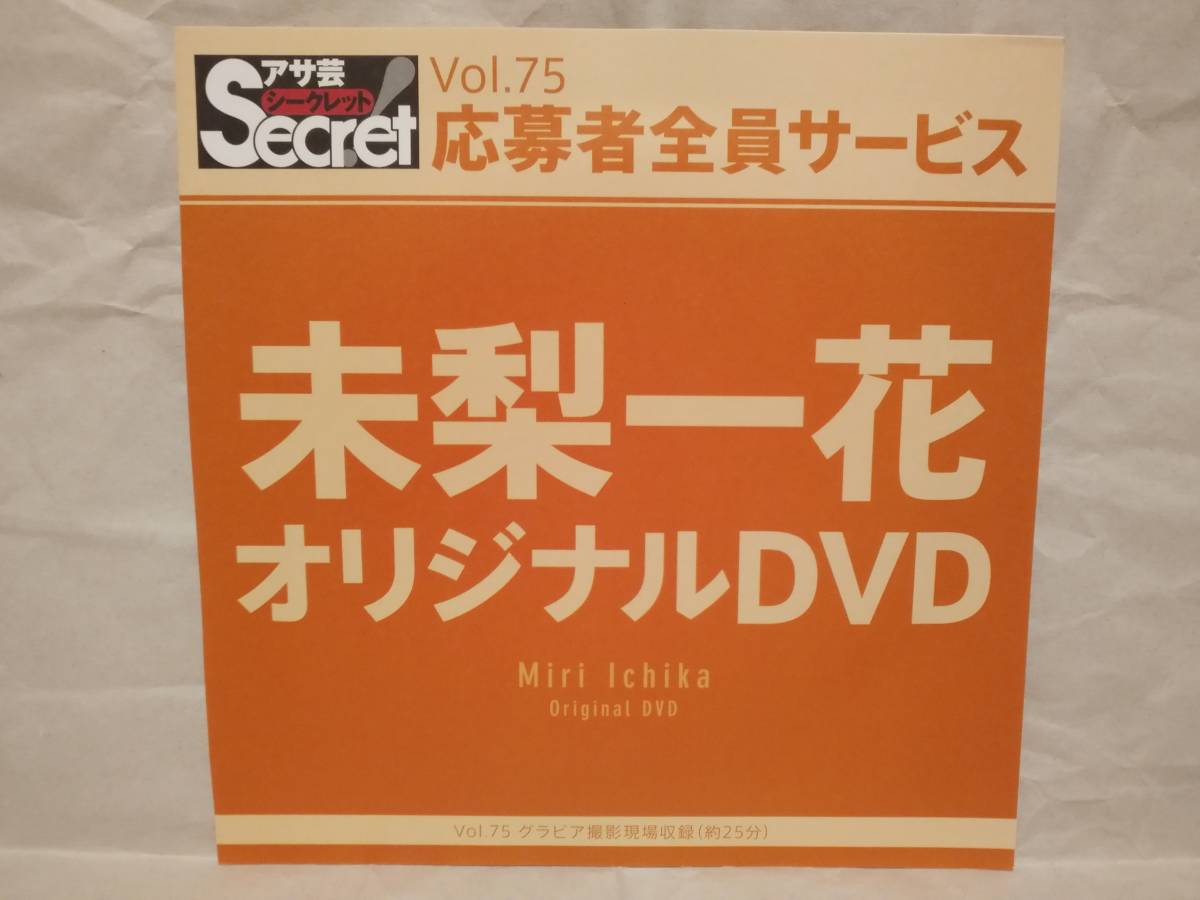 アサ芸
シークレット
Secret!
Vol.75
応募者全員サービス
未梨一花
オリジナルDVD
Miri Ichika
Original DVD
Vol.75 グラビア撮影現場収録(約25分)